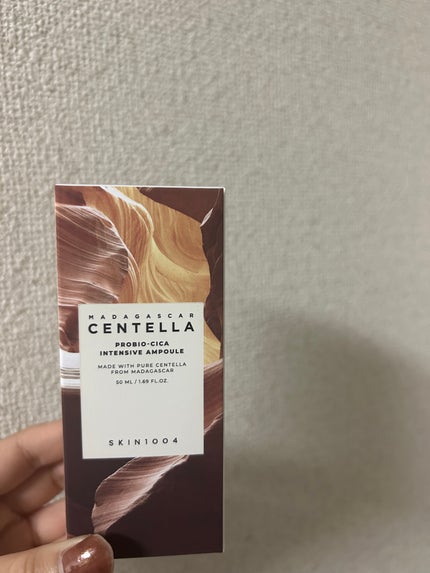 MADAGASCAR
CENTELLA
PROBIO-CICA
INTENSIVE AMPOULE
MADE WITH PURE CENTELLA
FROM MADAGASCAR
50 ML / 1.69 FL.OZ.
SKIN1004